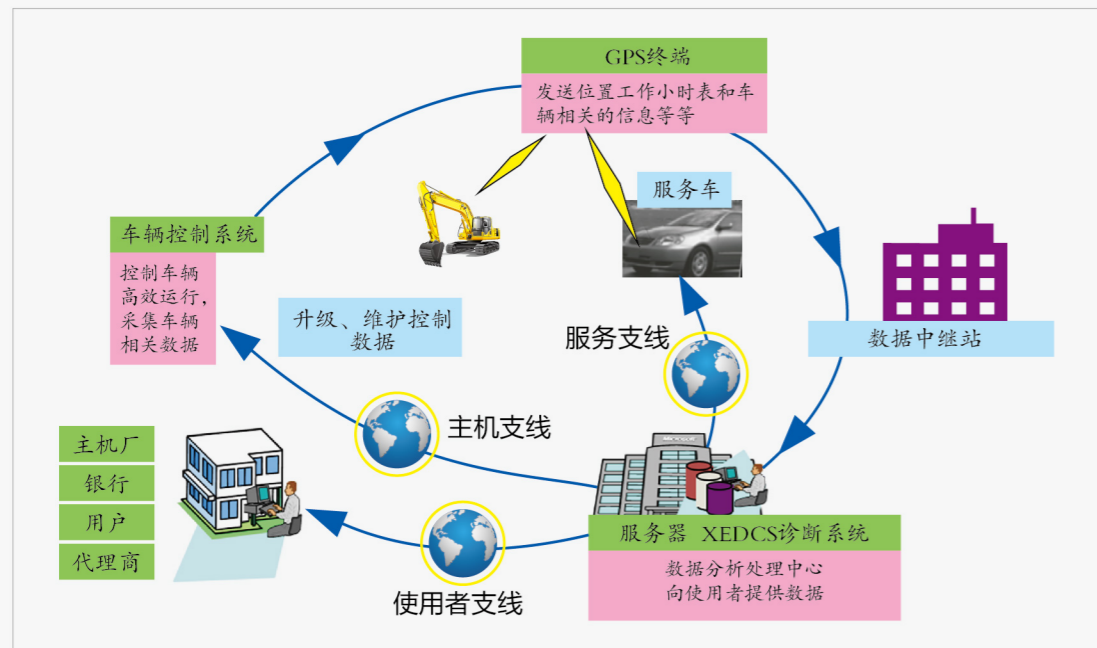 GPS终端
发送位置工作小时表和车
辆相关的信息等等
服务车
车辆控制系统
控制车辆
高效运行，
采集车辆
相关数据
升级、维护控制
数据
服务支线
数据中继站
主机支线
主机厂
银行
用户
代理商
Microsoft
服务器 XEDCS诊断系统
数据分析处理中心
向使用者提供数据
使用者支线